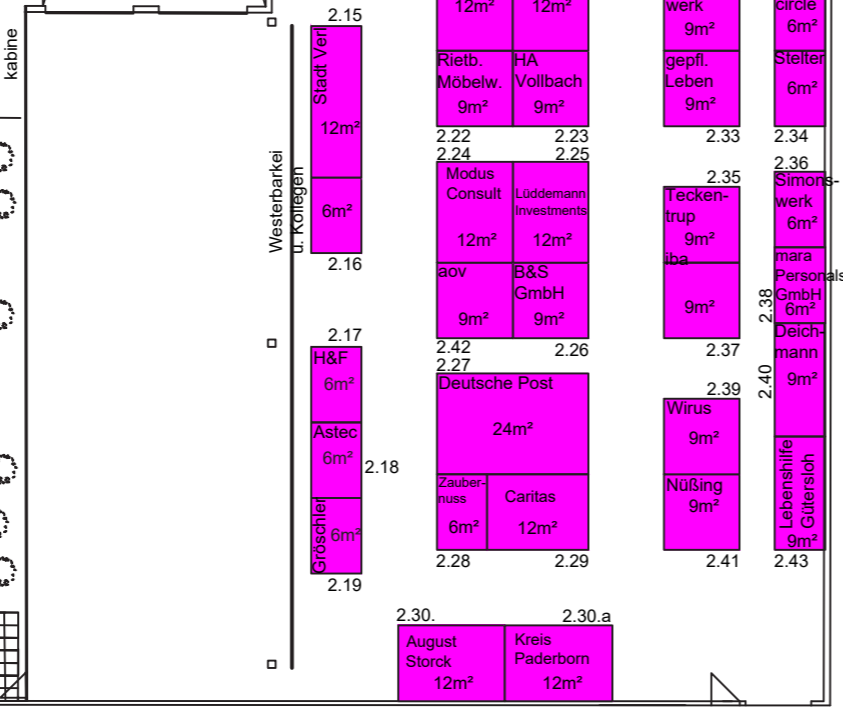 kabine
2.15
Stadt Verl
12m²
6m²
2.16
Westerbarkei
u. Kollegen
2.17
H&F
6m²
Astec
6m²
2.18
Gröschler
6m²
2.19
12m²
12m²
Rietb.
Möbelw.
9m²
HA
Vollbach
9m²
2.22
2.23
2.24
2.25
Modus
Consult
12m²
Lüddemann
Investments
12m²
aov
9m²
B&S
GmbH
9m²
2.42
2.26
2.27
Deutsche Post
24m²
Zauber-
nuss
6m²
Caritas
12m²
2.28
2.29
2.30.
2.30.a
August
Storck
12m²
Kreis
Paderborn
12m²
werk
9m²
gepfl.
Leben
9m²
2.33
2.35
Tecken-
trup
9m²
iba
9m²
2.37
2.39
Wirus
9m²
Nüßing
9m²
2.41
circle
6m²
Stelter
6m²
2.34
2.36
Simons-
werk
6m²
mara
Personals
GmbH
6m²
2.38
Deich-
mann
9m²
2.40
Lebenshilfe
Gütersloh
9m²
2.43